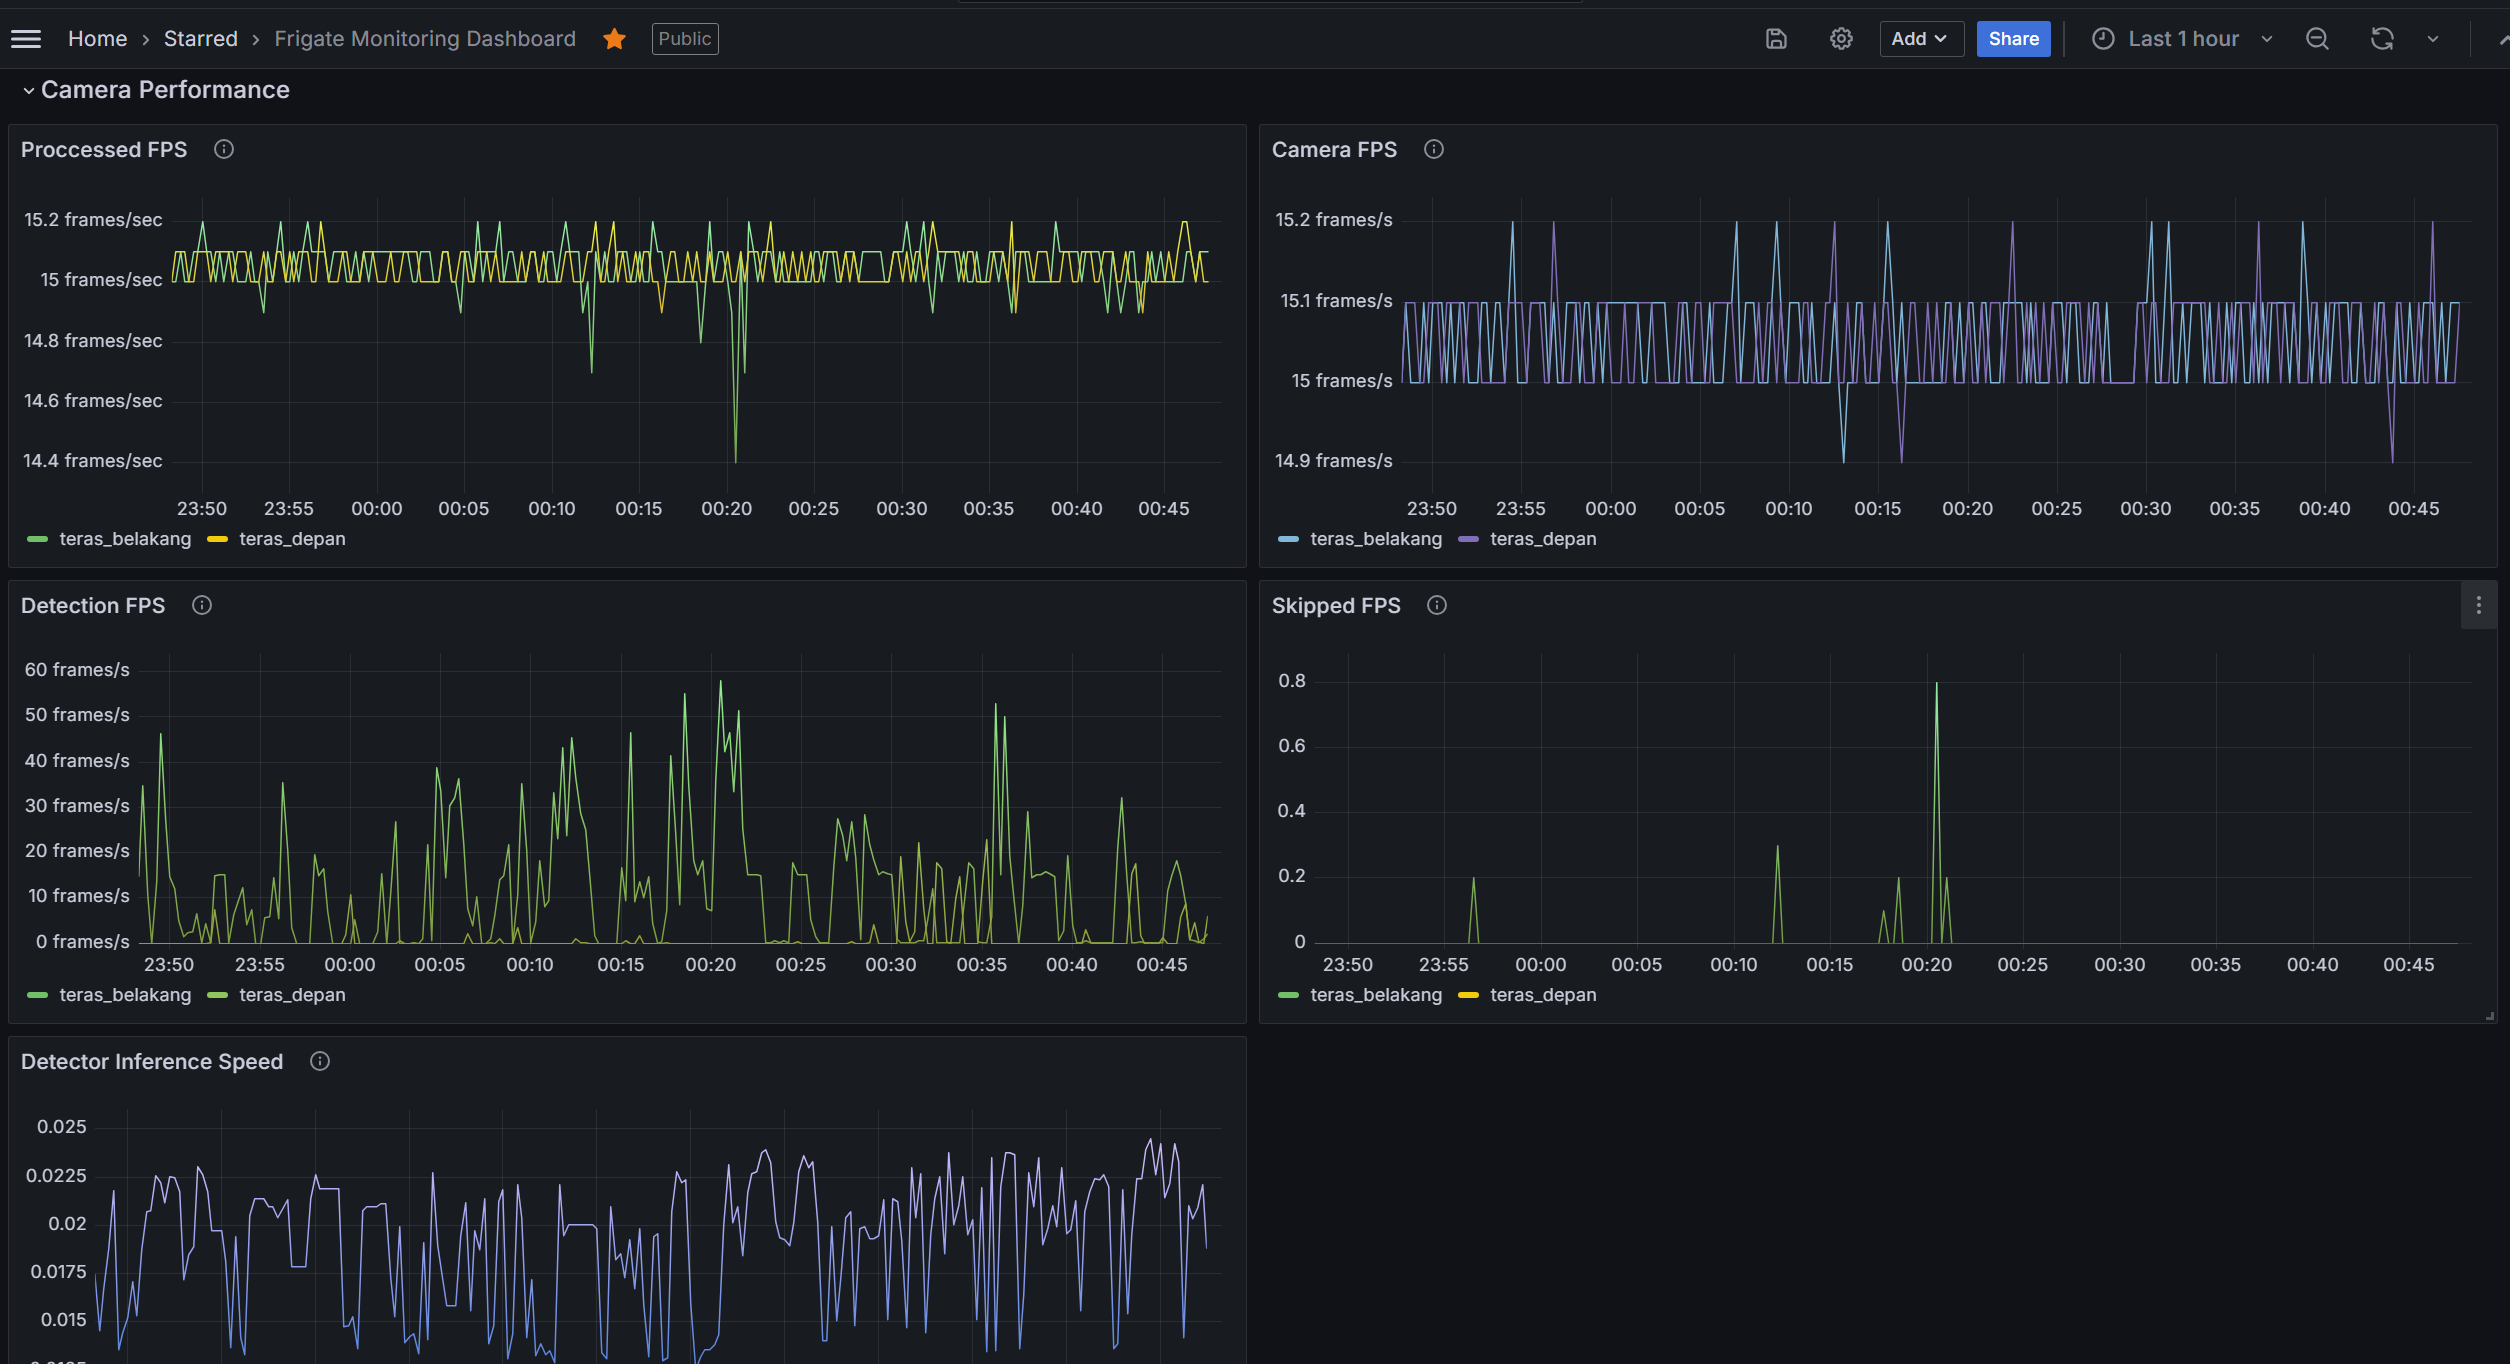 Home › Starred › Frigate Monitoring Dashboard Public Add Share Last 1 hour
Camera Performance
Proccessed FPS
15.2 frames/sec
15 frames/sec
14.8 frames/sec
14.6 frames/sec
14.4 frames/sec
23:50 23:55 00:00 00:05 00:10 00:15 00:20 00:25 00:30 00:35 00:40 00:45
teras_belakang teras_depan
Camera FPS
15.2 frames/s
15.1 frames/s
15 frames/s
14.9 frames/s
23:50 23:55 00:00 00:05 00:10 00:15 00:20 00:25 00:30 00:35 00:40 00:45
teras_belakang teras_depan
Detection FPS
60 frames/s
50 frames/s
40 frames/s
30 frames/s
20 frames/s
10 frames/s
0 frames/s
23:50 23:55 00:00 00:05 00:10 00:15 00:20 00:25 00:30 00:35 00:40 00:45
teras_belakang teras_depan
Skipped FPS
0.8
0.6
0.4
0.2
0
23:50 23:55 00:00 00:05 00:10 00:15 00:20 00:25 00:30 00:35 00:40 00:45
teras_belakang teras_depan
Detector Inference Speed
0.025
0.0225
0.02
0.0175
0.015